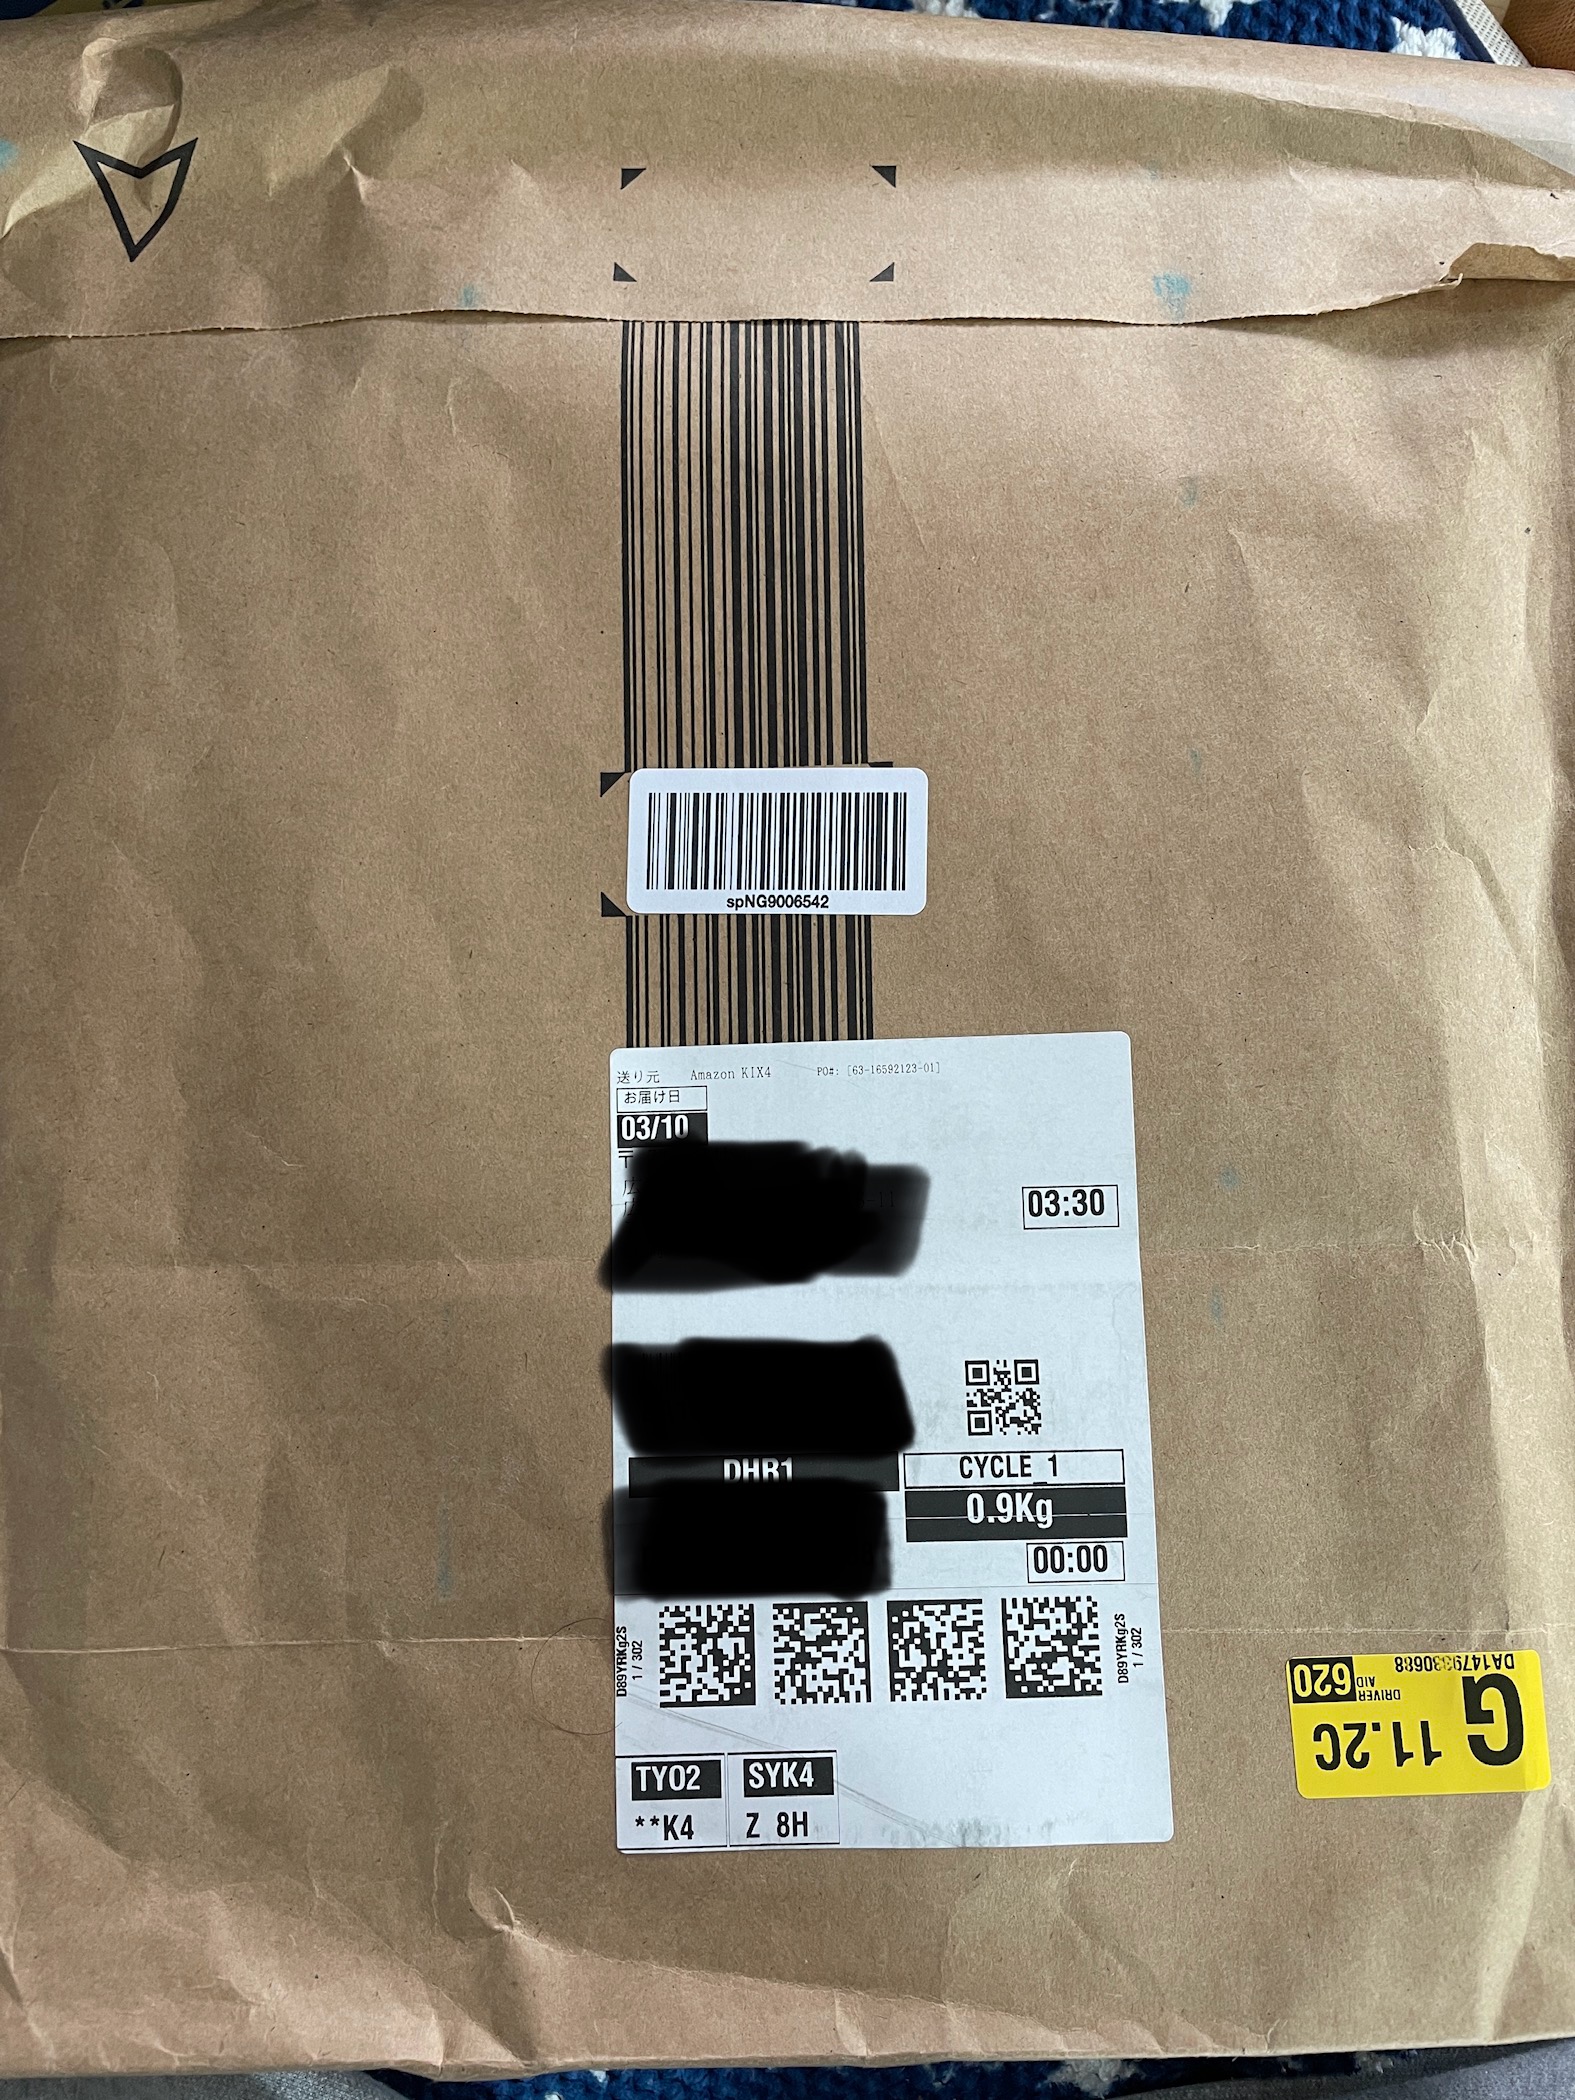 spNG9006542
送り元 Amazon KIX4 PO#: [63-16592123-01]
お届け日
03/10
〒
03:30
DHR1
CYCLE_1
0.9Kg
00:00
D89YRKg2S
1 / 302
D89YRKg2S
1 / 302
TYO2
SYK4
**K4
Z 8H
G 11.2C
DRIVER
AID 620
DA1479330688